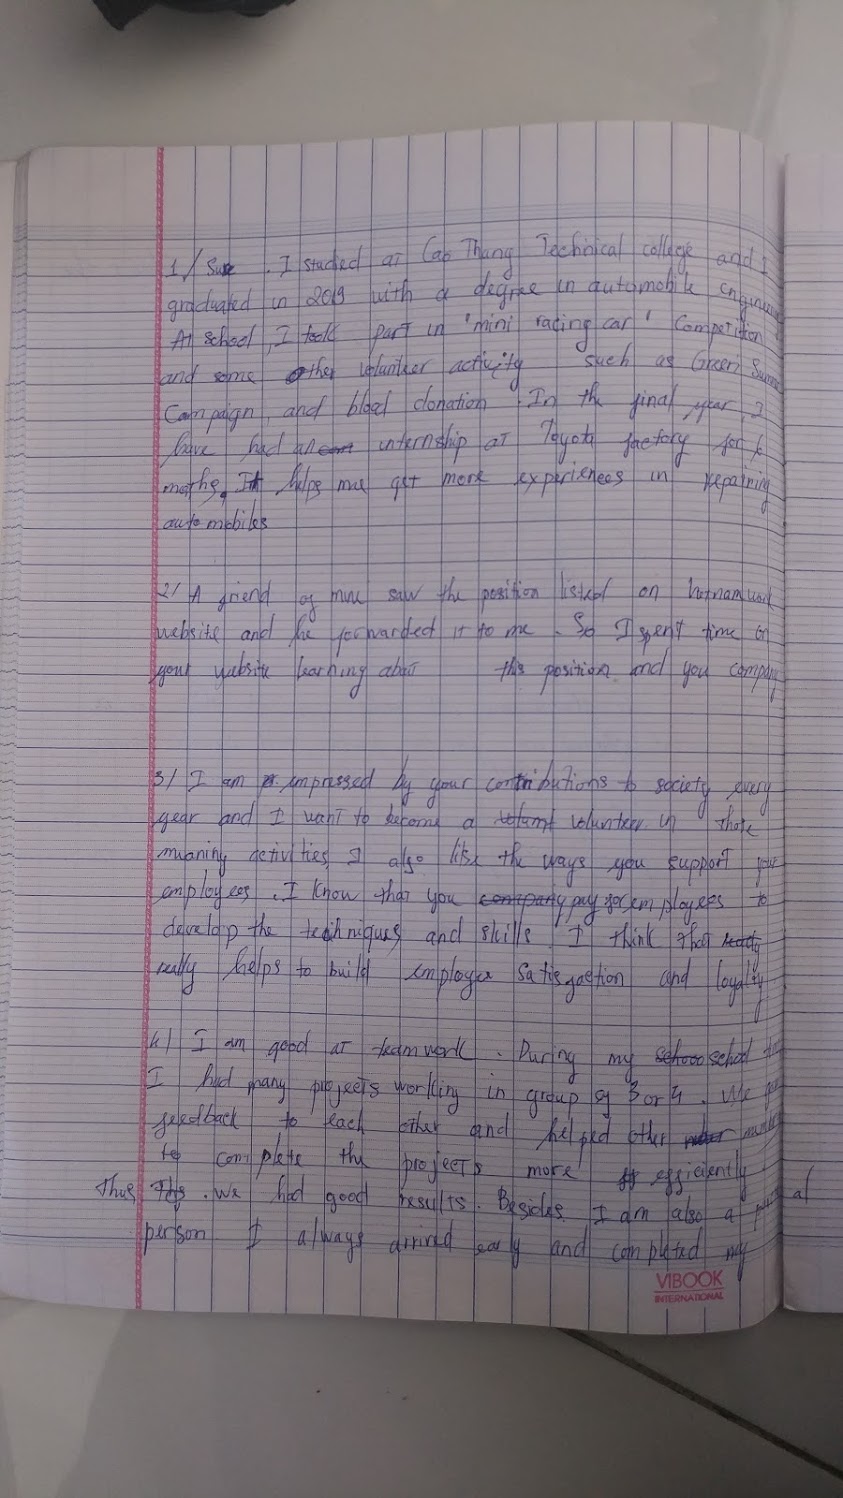 1/ Sure . I studied at Cao Thang Technical college and I
graduated in 2019 with a degree in automobile
At school, I took part in 'mini racing car' Competition
and some other volunteer activity such as Green
Campaign, and blood donation. In the final year, I
have had an internship at Toyota factory for 6
moths. It helps me get more experiences in repairing
automobiles
2/ A friend of mine saw the position listed on
website and he forwarded it to me. So I spent time on
your website learning about this position and you company
3/ I am impressed by your contributions to society every
year and I want to become a volunteer in those
meaning activities I also like the ways you support your
employees. I know that you pay for employees to
develop the techniques and skills. I think that
really helps to build employee satisfaction and loyalty
4/ I am good at teamwork. During my school
I had many projects working in group of 3 or 4. We
feedback to each other and helped other
to complete the projects more efficiently
Thus . We had good results. Besides I am also a
person I always arrived early and completed my
VIBOOK
INTERNATIONAL